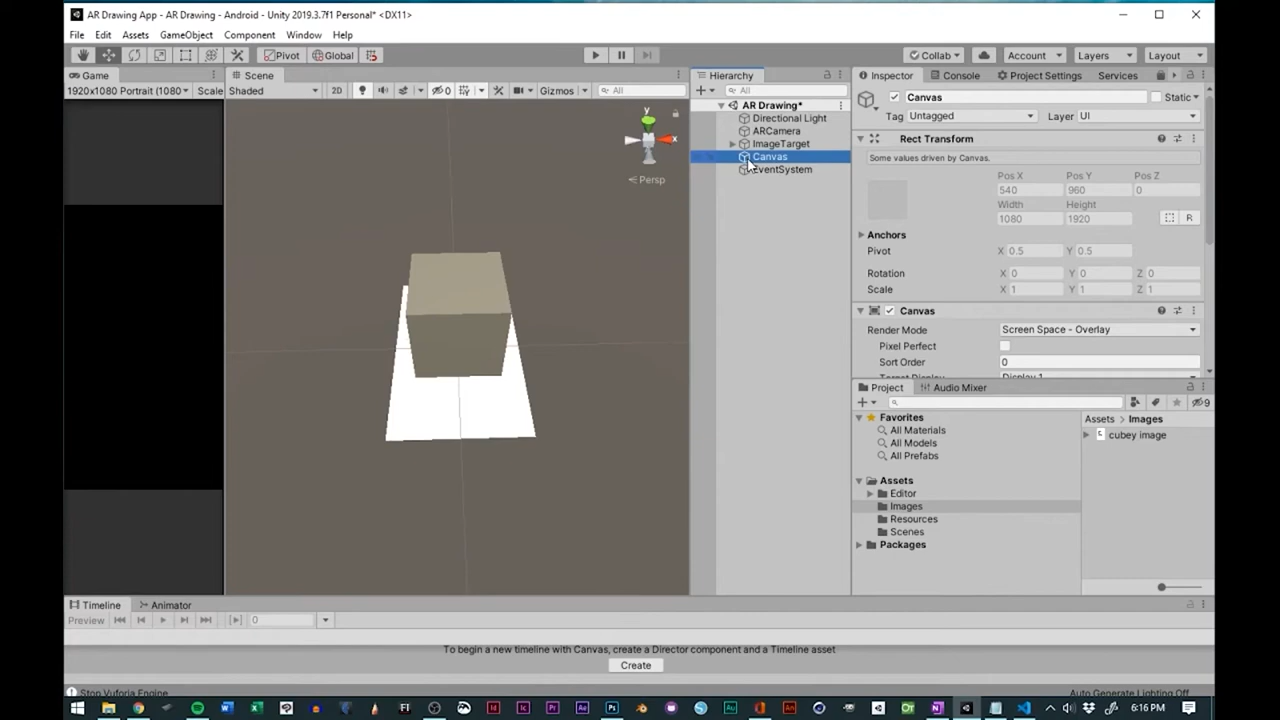 AR Drawing App - AR Drawing - Android - Unity 2019.3.7f1 Personal* <DX11>
File Edit Assets GameObject Component Window Help
Pivot Global Collab Account Layers Layout
Game
1920x1080 Portrait (1080 Scale
Scene
Shaded 2D 0 Gizmos All
y
x
Persp
Hierarchy
All
AR Drawing*
Directional Light
ARCamera
ImageTarget
Canvas
EventSystem
Inspector Console Project Settings Services
Canvas Static
Tag Untagged Layer UI
Rect Transform
Some values driven by Canvas.
Pos X Pos Y Pos Z
540 960 0
Width Height
1080 1920 R
Anchors
Pivot X 0.5 Y 0.5
Rotation X 0 Y 0 Z 0
Scale X 1 Y 1 Z 1
Canvas
Render Mode Screen Space - Overlay
Pixel Perfect
Sort Order 0
Target Display Display 1
Project Audio Mixer
9
Favorites
All Materials
All Models
All Prefabs
Assets
Editor
Images
Resources
Scenes
Packages
Assets Images
cubey image
Timeline Animator
Preview 0
To begin a new timeline with Canvas, create a Director component and a Timeline asset
Create
Stop Vuforia Engine Auto Generate Lighting Off
6:16 PM